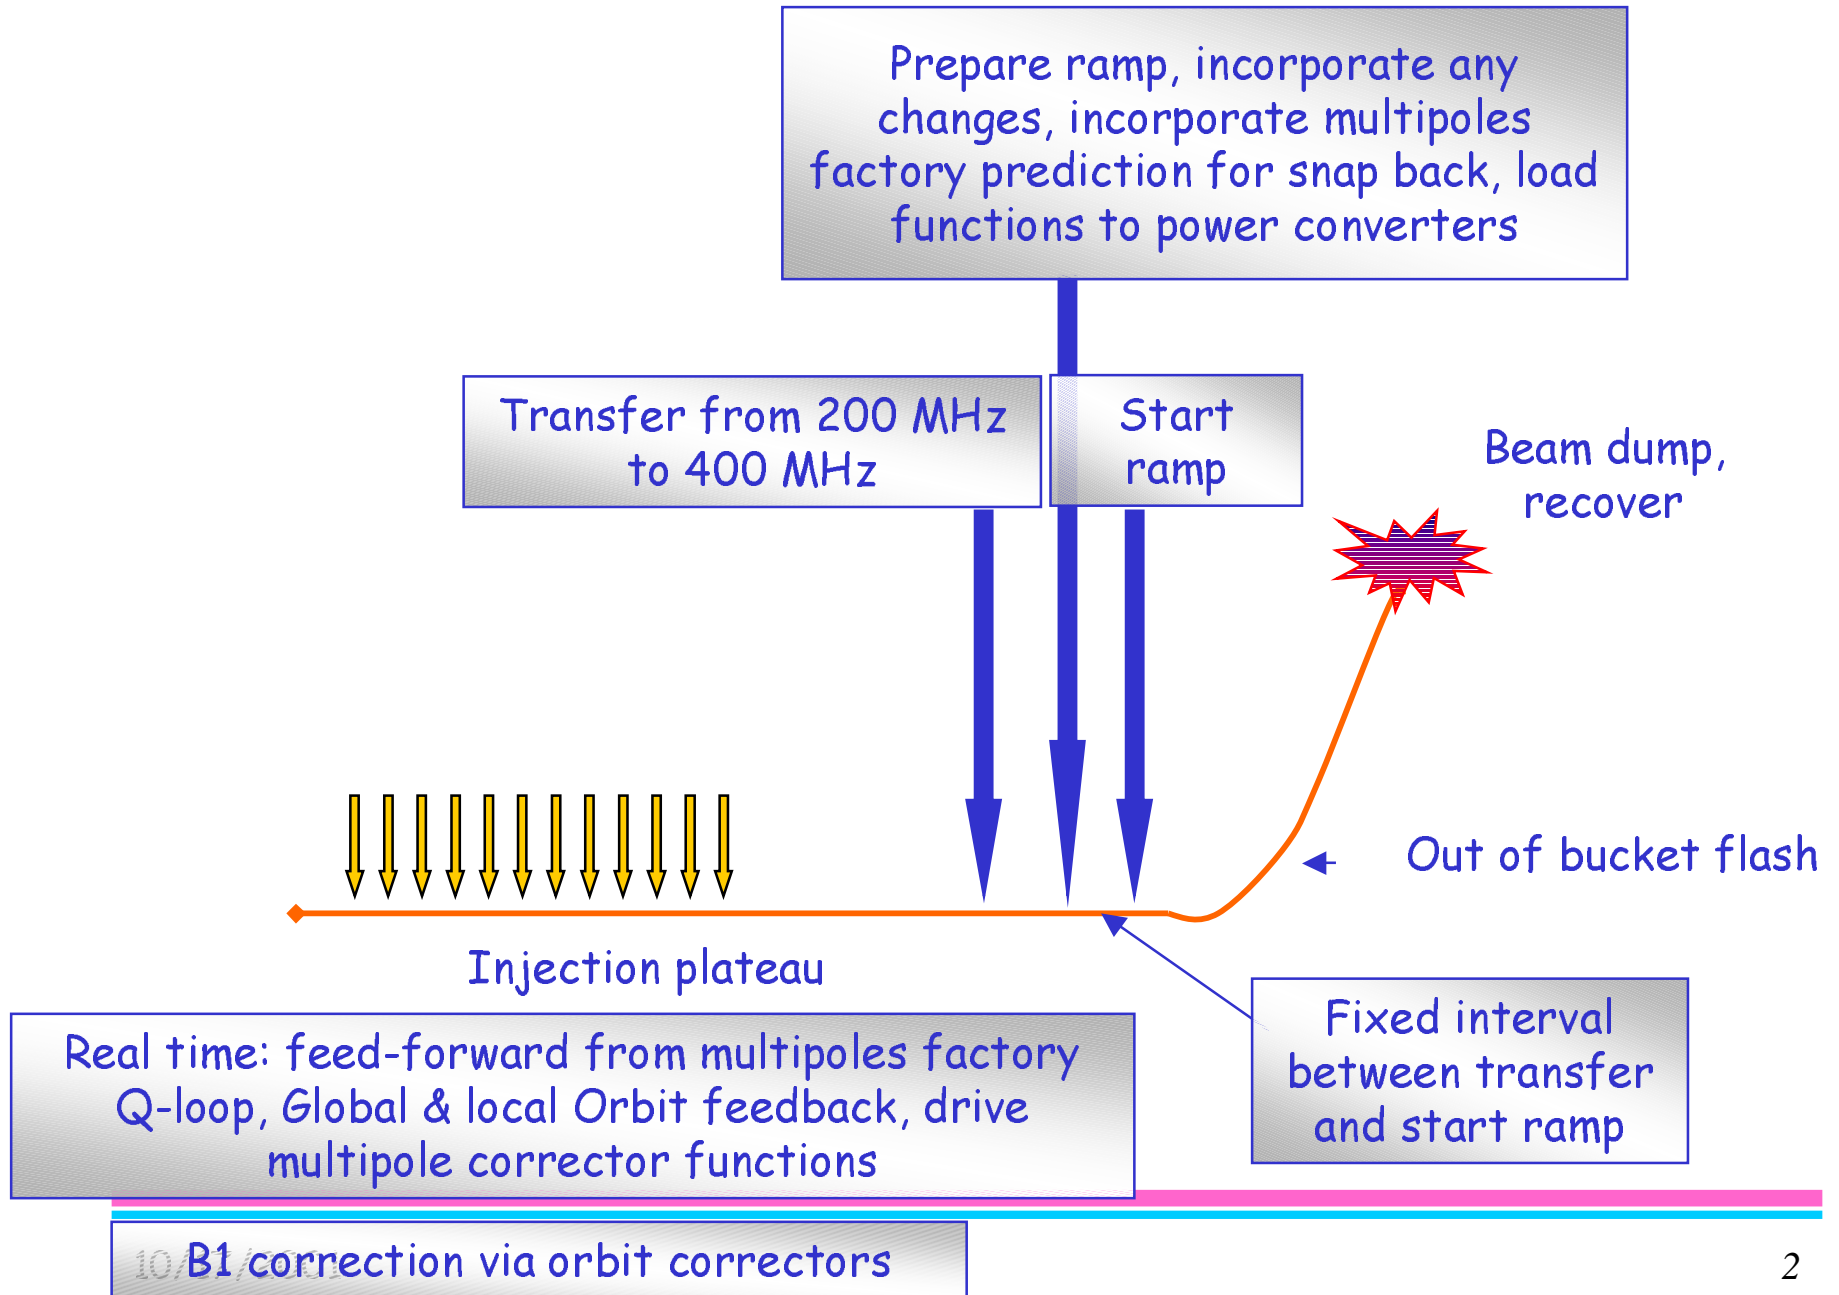 Prepare ramp, incorporate any
changes, incorporate multipoles
factory prediction for snap back, load
functions to power converters
Transfer from 200 MHz
to 400 MHz
Start
ramp
Beam dump,
recover
Out of bucket flash
Injection plateau
Fixed interval
between transfer
and start ramp
Real time: feed-forward from multipoles factory
Q-loop, Global & local Orbit feedback, drive
multipole corrector functions
B1 correction via orbit correctors
2